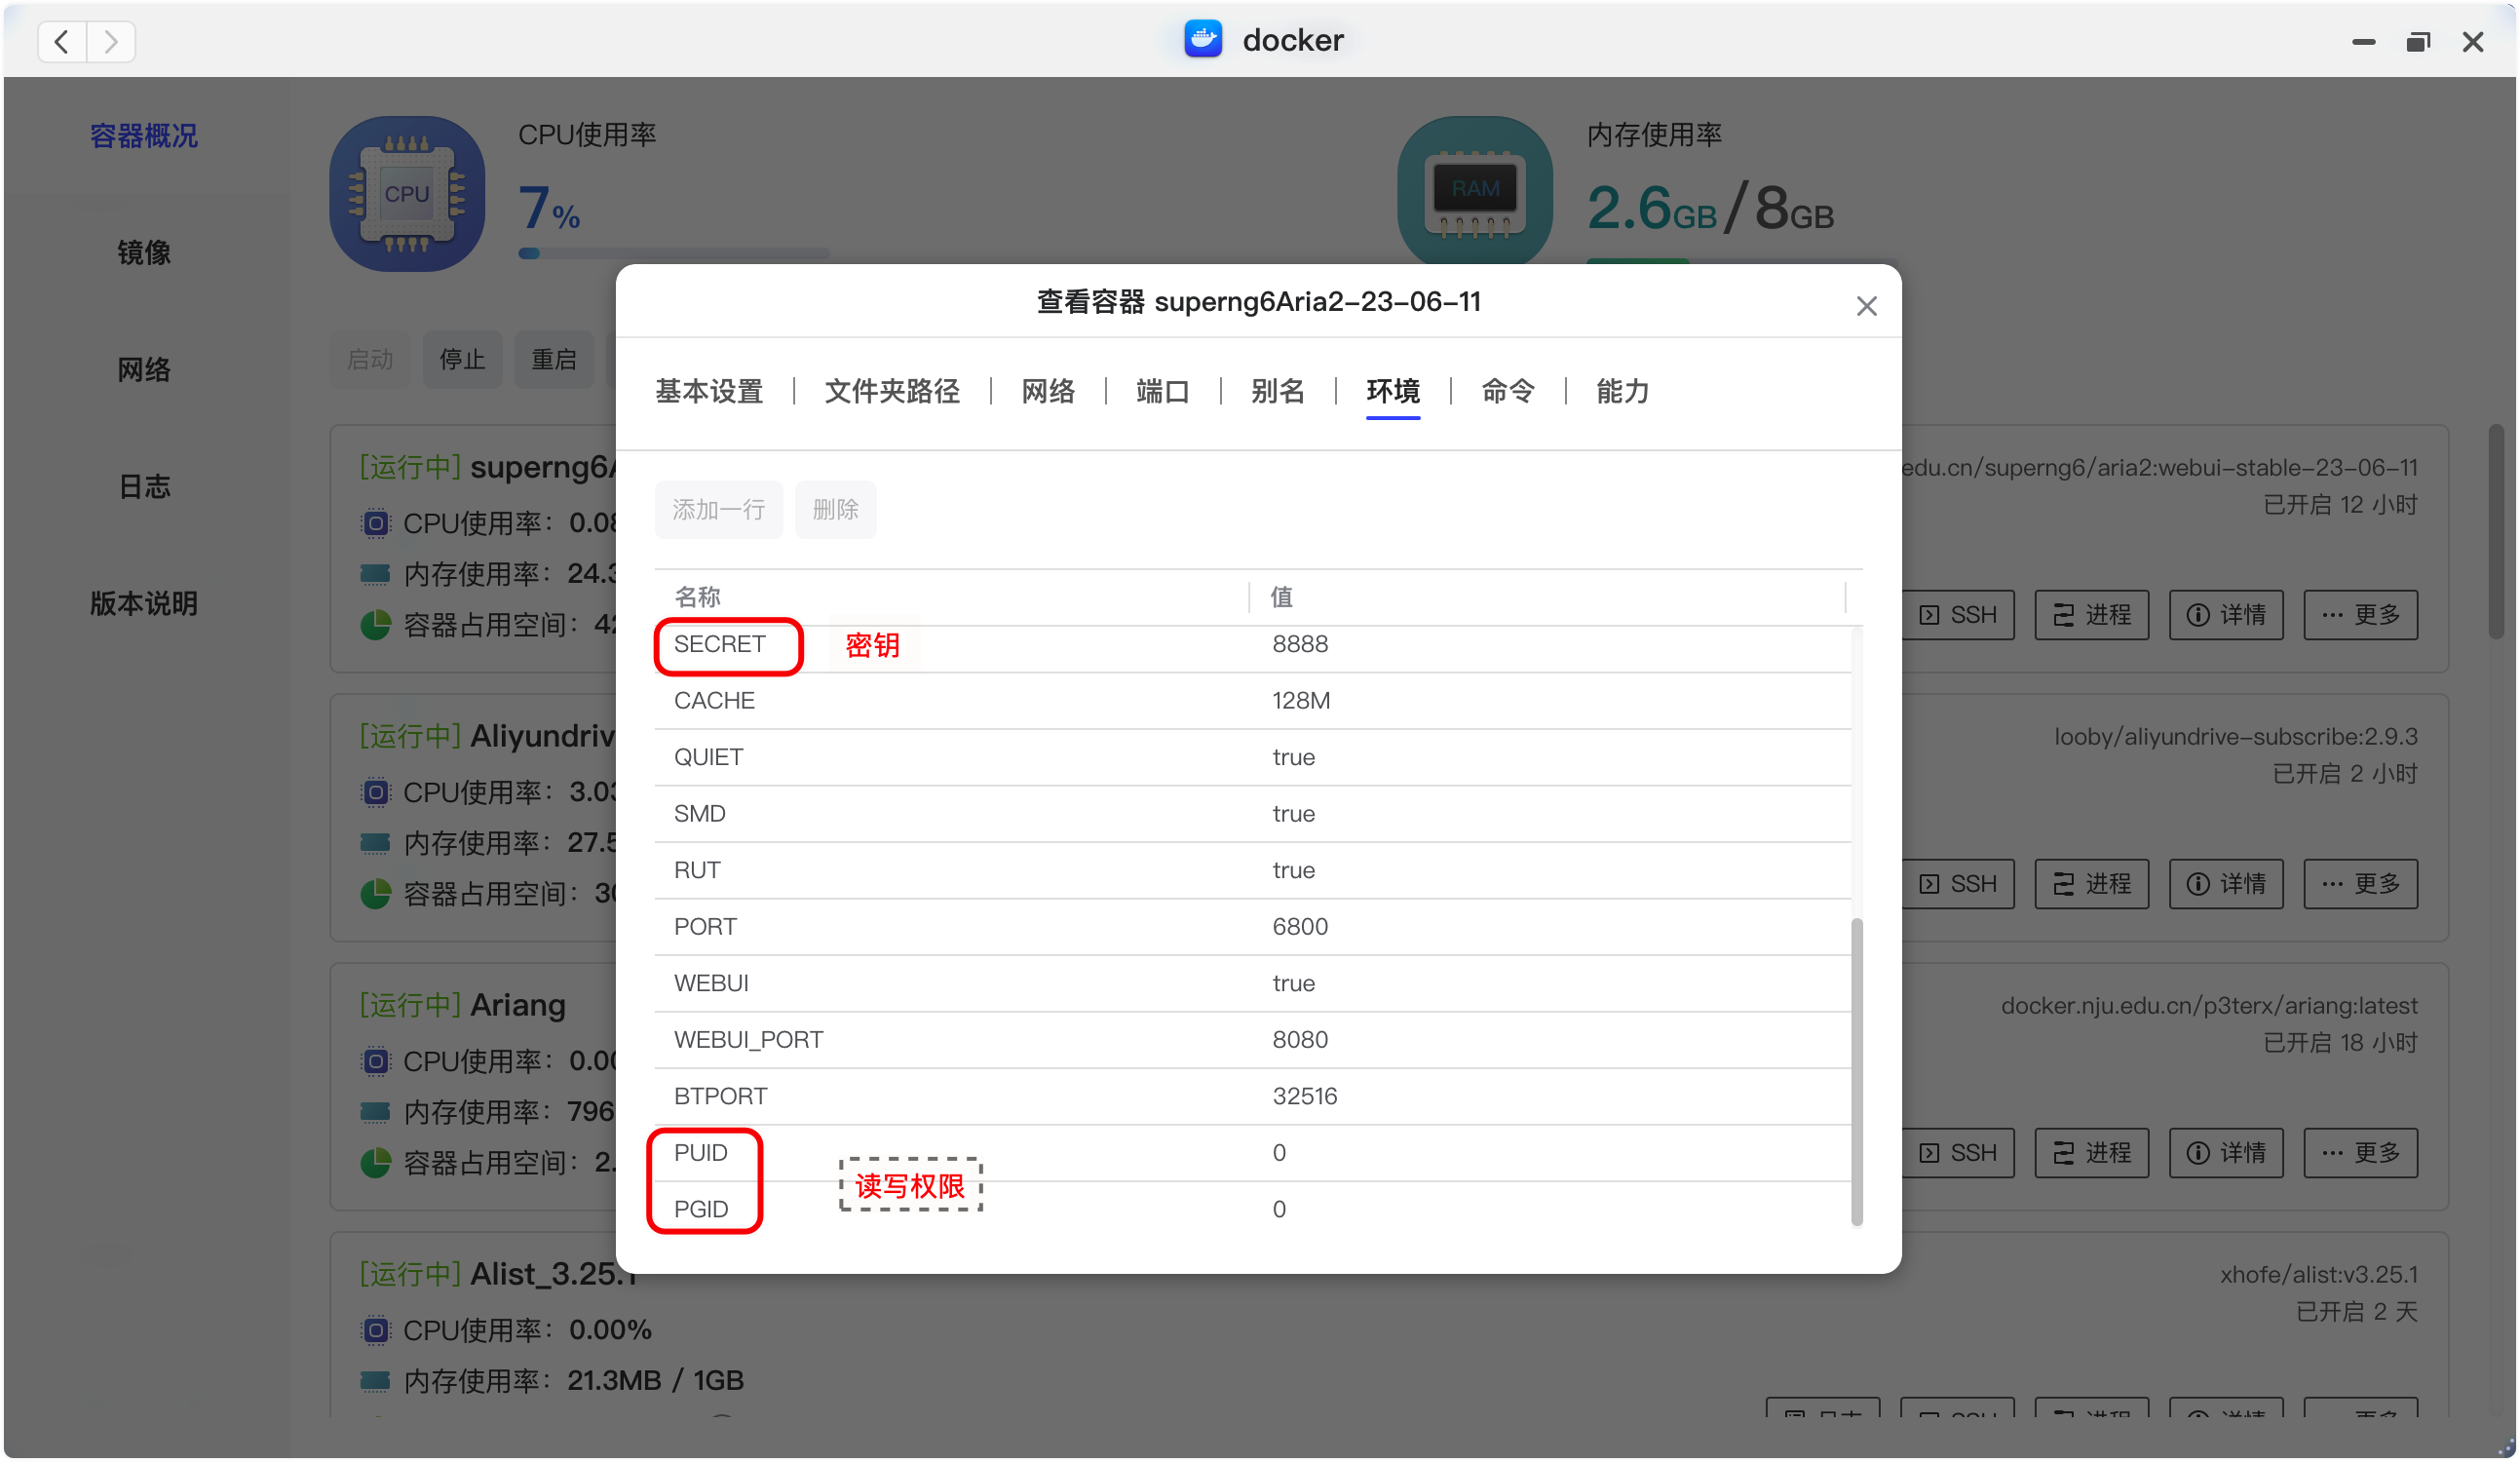 docker
容器概况
镜像
网络
日志
版本说明
CPU
CPU使用率
7%
RAM
内存使用率
2.6GB/8GB
启动 停止 重启
[运行中] superng6A
CPU使用率：0.08
内存使用率：24.3
容器占用空间：42
edu.cn/superng6/aria2:webui-stable-23-06-11
已开启 12 小时
SSH 进程 详情 更多
[运行中] Aliyundriv
CPU使用率：3.03
内存使用率：27.5
容器占用空间：30
looby/aliyundrive-subscribe:2.9.3
已开启 2 小时
SSH 进程 详情 更多
[运行中] Ariang
CPU使用率：0.00
内存使用率：796
容器占用空间：2.
docker.nju.edu.cn/p3terx/ariang:latest
已开启 18 小时
SSH 进程 详情 更多
[运行中] Alist_3.25.1
CPU使用率：0.00%
内存使用率：21.3MB / 1GB
xhofe/alist:v3.25.1
已开启 2 天
日志 SSH 进程 详情 更多
查看容器 superng6Aria2-23-06-11
基本设置 | 文件夹路径 | 网络 | 端口 | 别名 | 环境 | 命令 | 能力
添加一行 删除
名称 值
SECRET 密钥 8888
CACHE 128M
QUIET true
SMD true
RUT true
PORT 6800
WEBUI true
WEBUI_PORT 8080
BTPORT 32516
PUID 0
读写权限
PGID 0